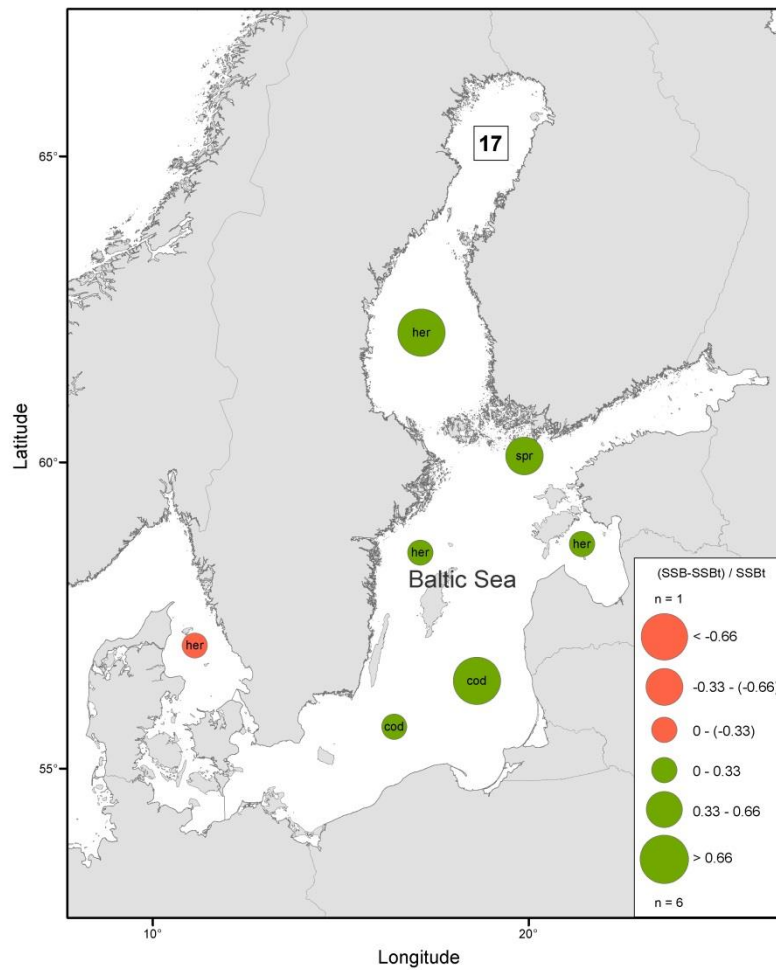 17
65°
her
Latitude
spr
60°
her
her
Baltic Sea
her
cod
cod
55°
(SSB-SSBt) / SSBt
n = 1
< -0.66
-0.33 - (-0.66)
0 - (-0.33)
0 - 0.33
0.33 - 0.66
> 0.66
n = 6
10°
20°
Longitude